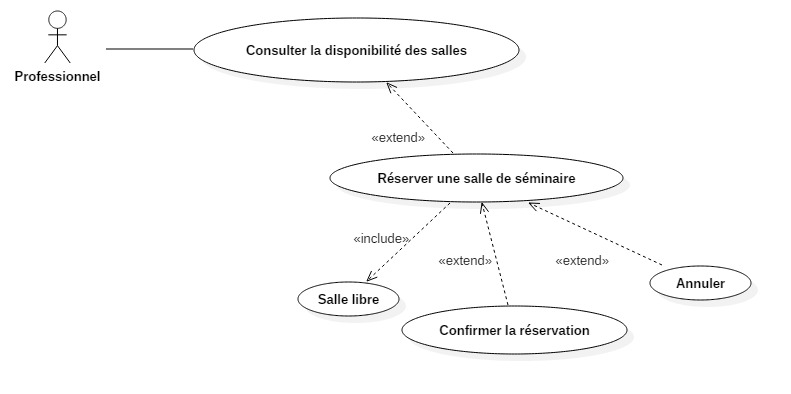 Professionnel
Consulter la disponibilité des salles
«extend»
Réserver une salle de séminaire
«include»
«extend»
«extend»
Salle libre
Annuler
Confirmer la réservation